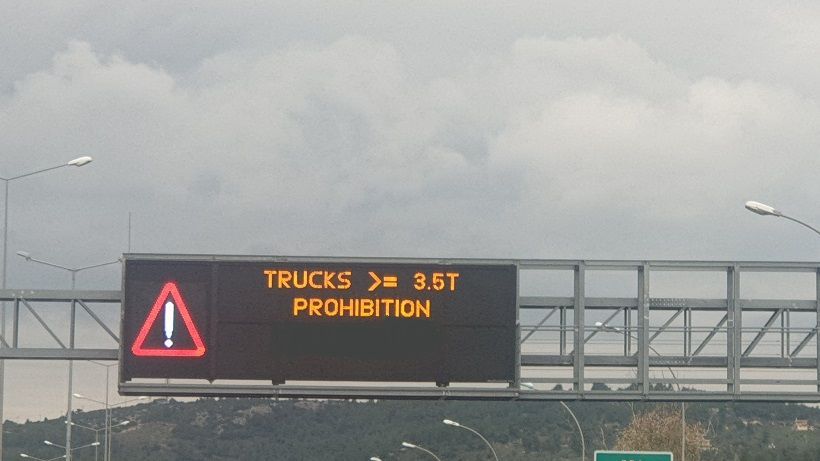 TRUCKS >= 3.5T
PROHIBITION